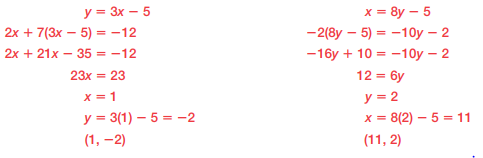 y = 3x − 5
2x + 7(3x − 5) = −12
2x + 21x − 35 = −12
23x = 23
x = 1
y = 3(1) − 5 = −2
(1, −2)
x = 8y − 5
−2(8y − 5) = −10y − 2
−16y + 10 = −10y − 2
12 = 6y
y = 2
x = 8(2) − 5 = 11
(11, 2)
.